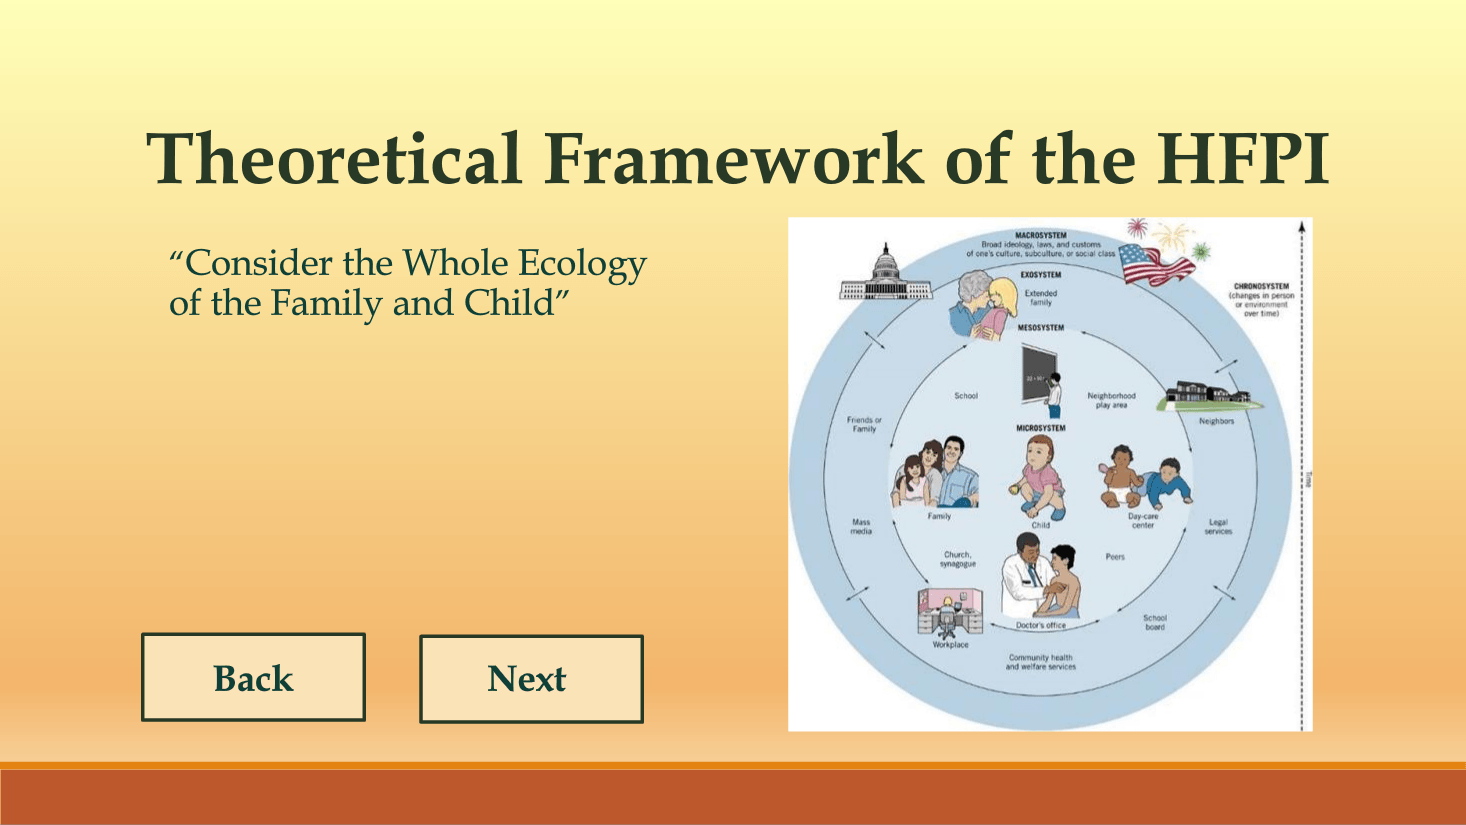 Theoretical Framework of the HFPI
“Consider the Whole Ecology
of the Family and Child”
Back
Next
MACROSYSTEM
Broad ideology, laws, and customs
of one's culture, subculture, or social class
EXOSYSTEM
Extended
family
CHRONOSYSTEM
(changes in person
or environment
over time)
MESOSYSTEM
School
Neighborhood
play area
Friends or
Family
Neighbors
MICROSYSTEM
Time
Family
Child
Day-care
center
Mass
media
Legal
services
Church,
synagogue
Peers
Doctor's office
School
board
Workplace
Community health
and welfare services